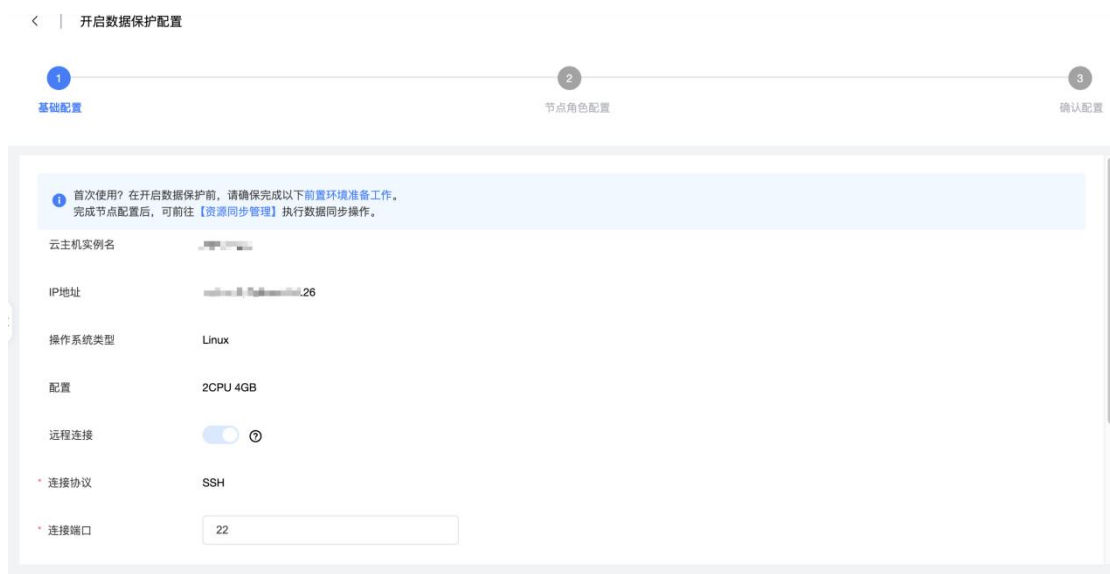 开启数据保护配置
1
2
3
基础配置
节点角色配置
确认配置
首次使用？在开启数据保护前，请确保完成以下前置环境准备工作。
完成节点配置后，可前往【资源同步管理】执行数据同步操作。
云主机实例名
IP地址 .26
操作系统类型 Linux
配置 2CPU 4GB
远程连接
* 连接协议 SSH
* 连接端口 22